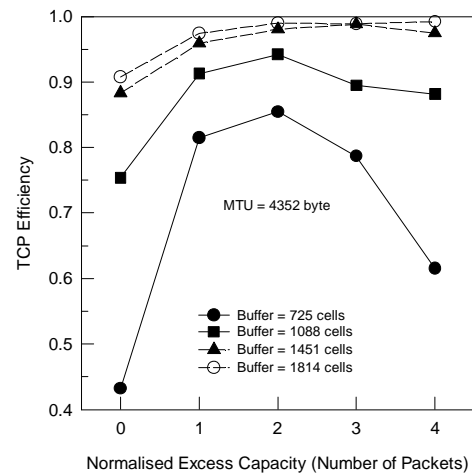 1.0
0.9
0.8
0.7
0.6
0.5
0.4
TCP Efficiency
MTU = 4352 byte
Buffer = 725 cells
Buffer = 1088 cells
Buffer = 1451 cells
Buffer = 1814 cells
0 1 2 3 4
Normalised Excess Capacity (Number of Packets)